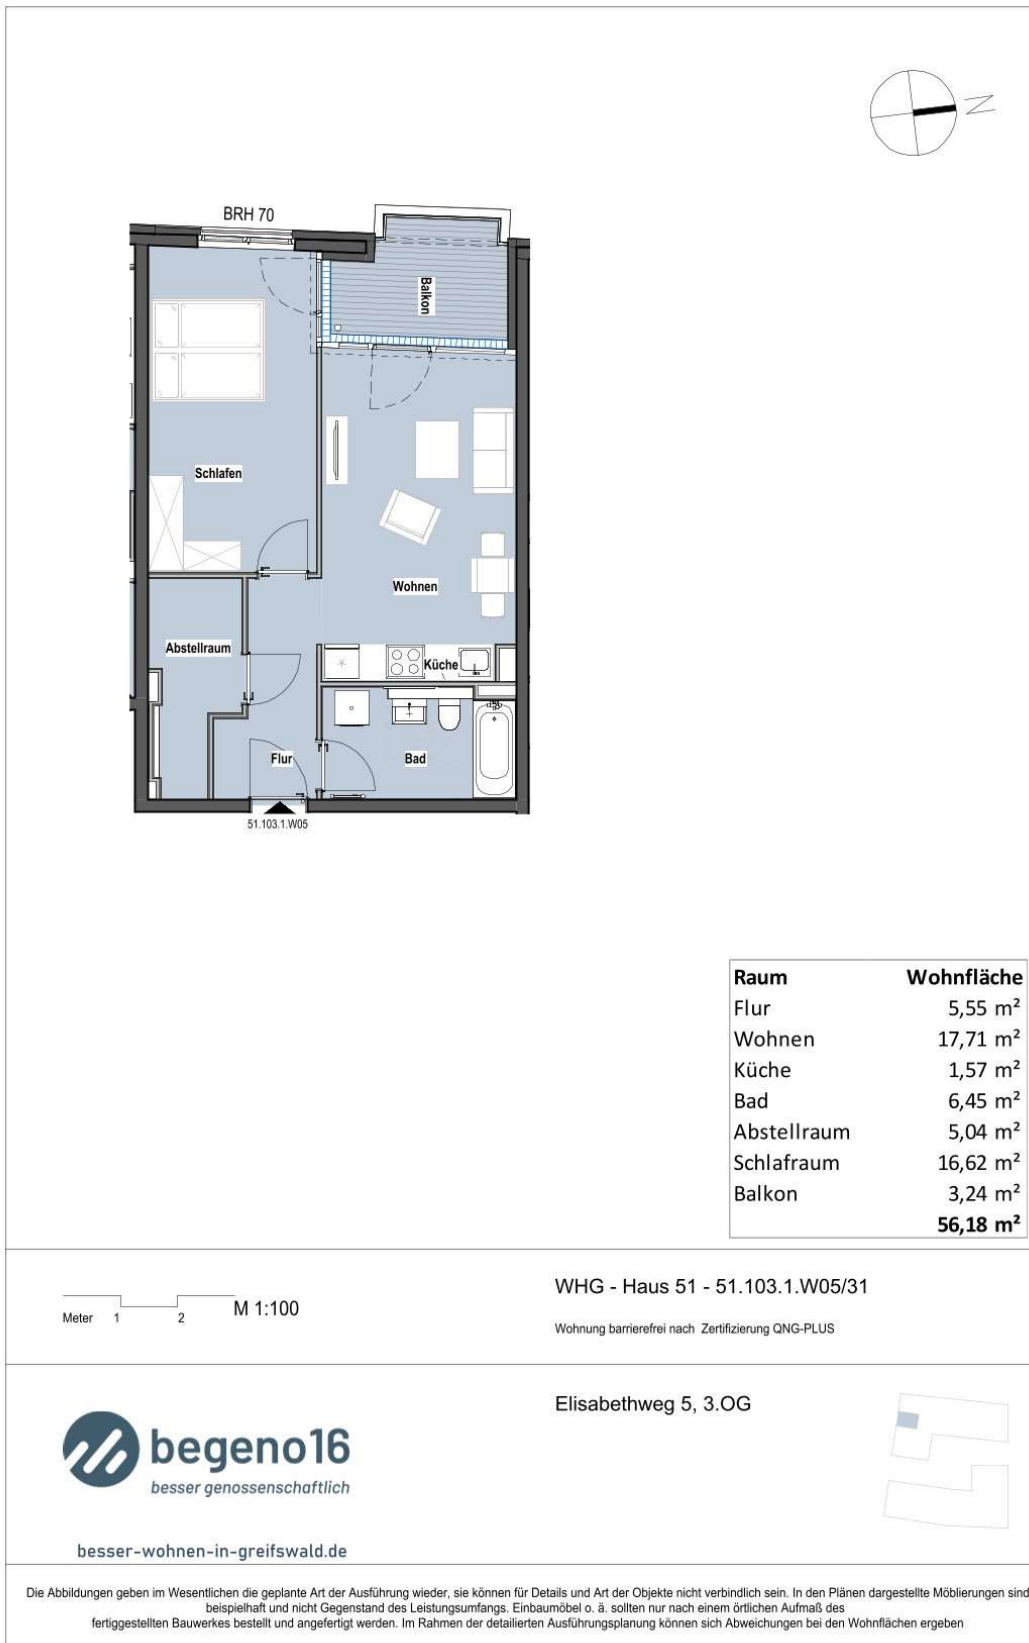 N
BRH 70
Balkon
Schlafen
Wohnen
Abstellraum
Küche
Flur
Bad
51.103.1.W05
Raum Wohnfläche
Flur 5,55 m²
Wohnen 17,71 m²
Küche 1,57 m²
Bad 6,45 m²
Abstellraum 5,04 m²
Schlafraum 16,62 m²
Balkon 3,24 m²
56,18 m²
Meter 1 2 M 1:100
WHG - Haus 51 - 51.103.1.W05/31
Wohnung barrierefrei nach Zertifizierung QNG-PLUS
Elisabethweg 5, 3.OG
begeno16
besser genossenschaftlich
besser-wohnen-in-greifswald.de
Die Abbildungen geben im Wesentlichen die geplante Art der Ausführung wieder, sie können für Details und Art der Objekte nicht verbindlich sein. In den Plänen dargestellte Möblierungen sind
beispielhaft und nicht Gegenstand des Leistungsumfangs. Einbaumöbel o. ä. sollten nur nach einem örtlichen Aufmaß des
fertiggestellten Bauwerkes bestellt und angefertigt werden. Im Rahmen der detailierten Ausführungsplanung können sich Abweichungen bei den Wohnflächen ergeben